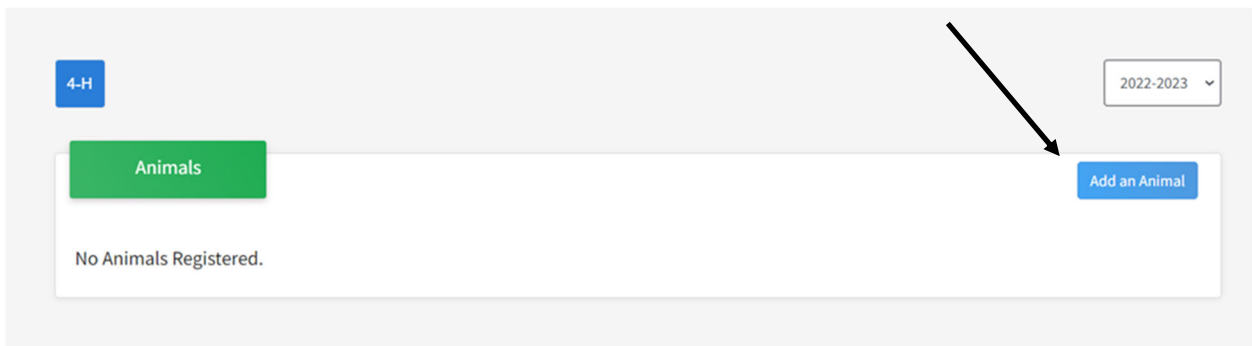 4-H
2022-2023
Animals
Add an Animal
No Animals Registered.